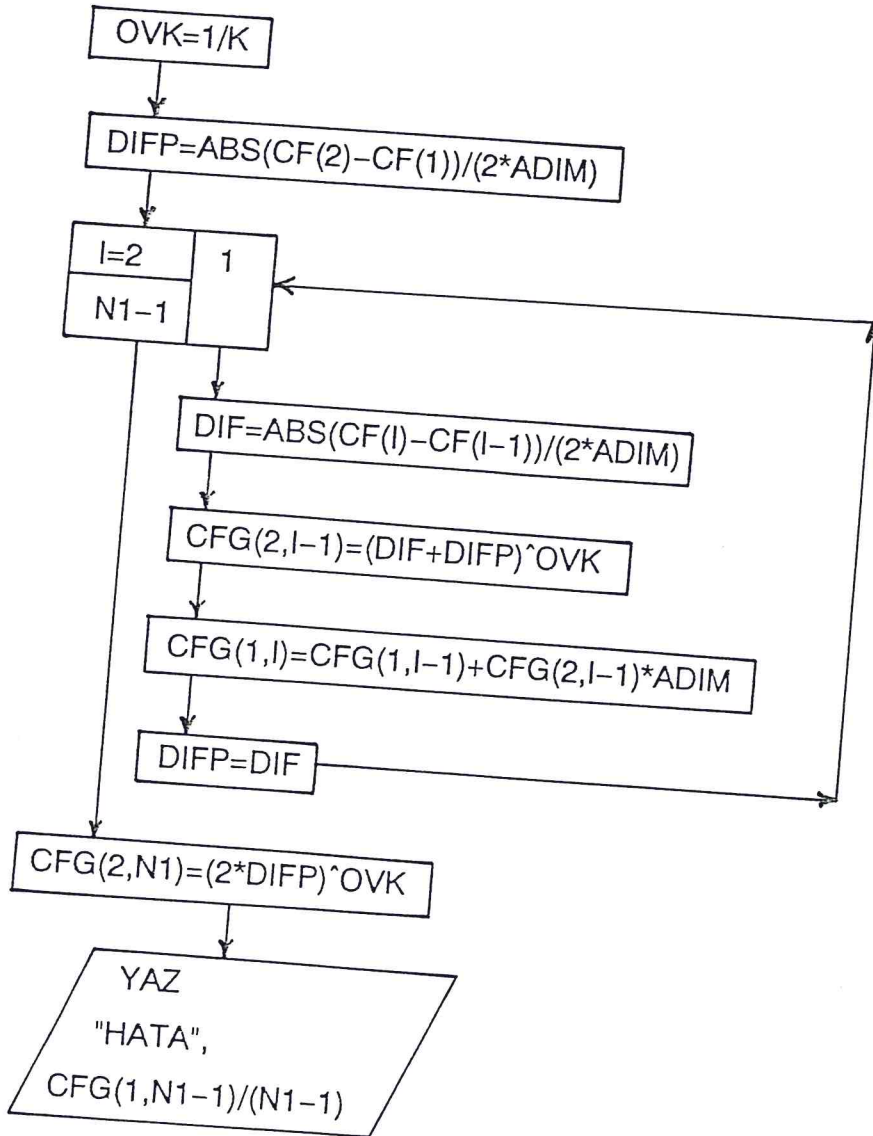 OVK=1/K
DIFP=ABS(CF(2)−CF(1))/(2*ADIM)
I=2
1
N1−1
DIF=ABS(CF(I)−CF(I−1))/(2*ADIM)
CFG(2,I−1)=(DIF+DIFP)^OVK
CFG(1,I)=CFG(1,I−1)+CFG(2,I−1)*ADIM
DIFP=DIF
CFG(2,N1)=(2*DIFP)^OVK
YAZ
"HATA",
CFG(1,N1−1)/(N1−1)